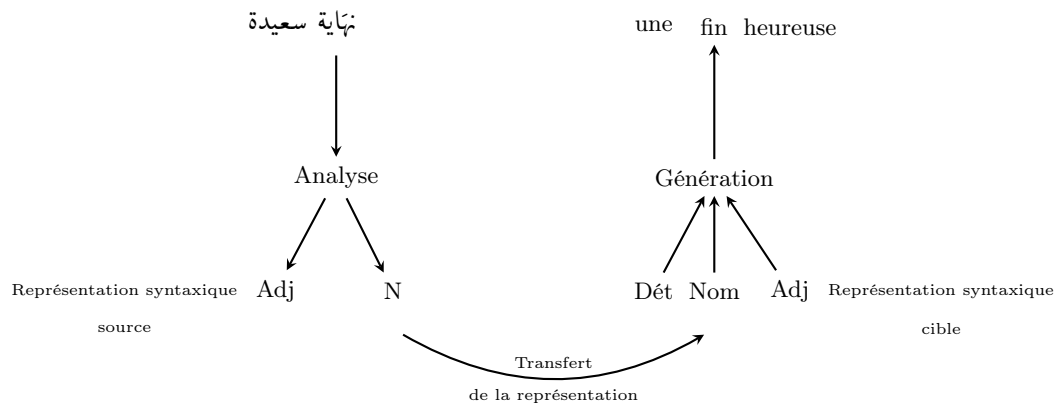 نهَاية سعيدة
une fin heureuse
Analyse
Génération
Représentation syntaxique
source
Adj
N
Dét Nom Adj
Représentation syntaxique
cible
Transfert
de la représentation